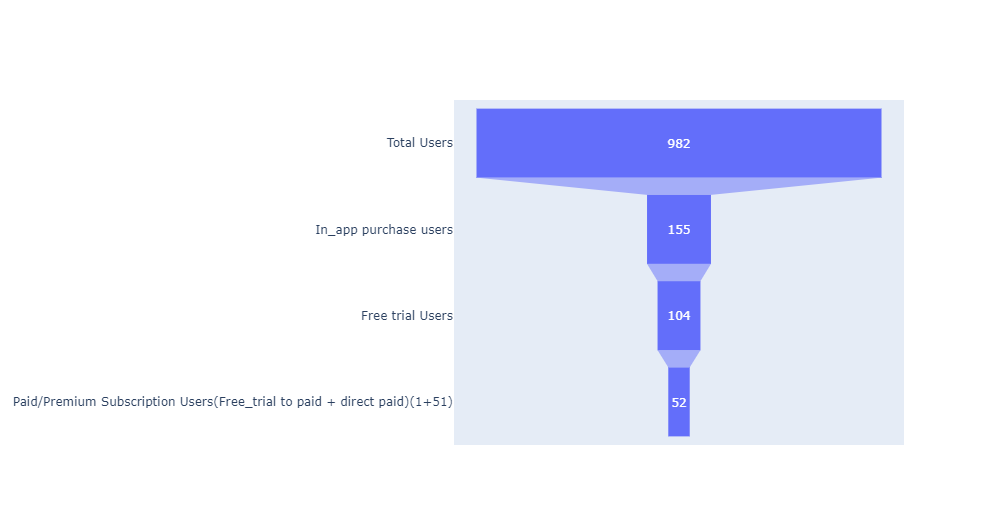 Total Users
982
In_app purchase users
155
Free trial Users
104
Paid/Premium Subscription Users(Free_trial to paid + direct paid)(1+51)
52